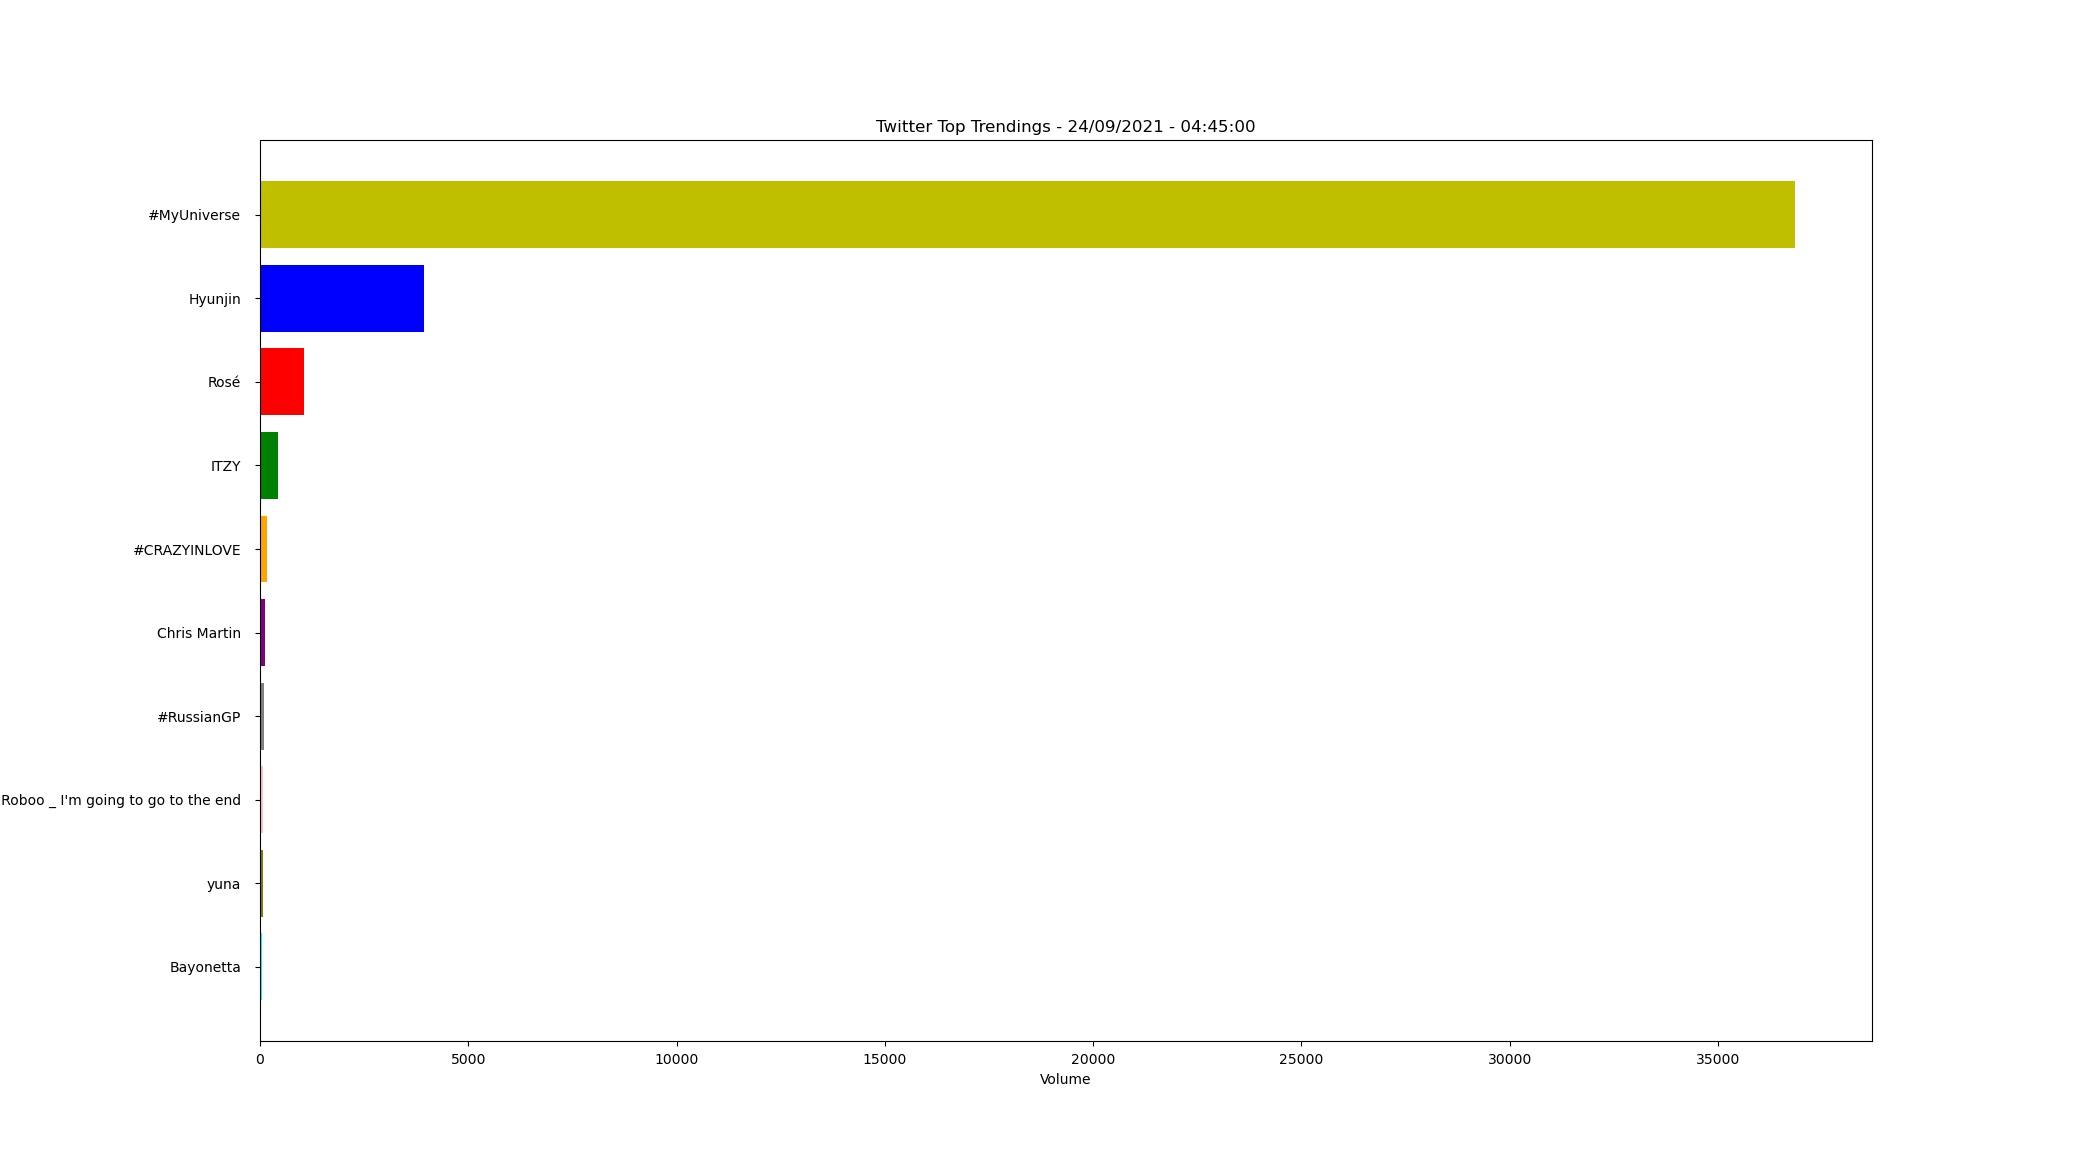 Twitter Top Trendings - 24/09/2021 - 04:45:00
#MyUniverse
Hyunjin
Rosé
ITZY
#CRAZYINLOVE
Chris Martin
#RussianGP
Roboo _ I'm going to go to the end
yuna
Bayonetta
0 5000 10000 15000 20000 25000 30000 35000
Volume